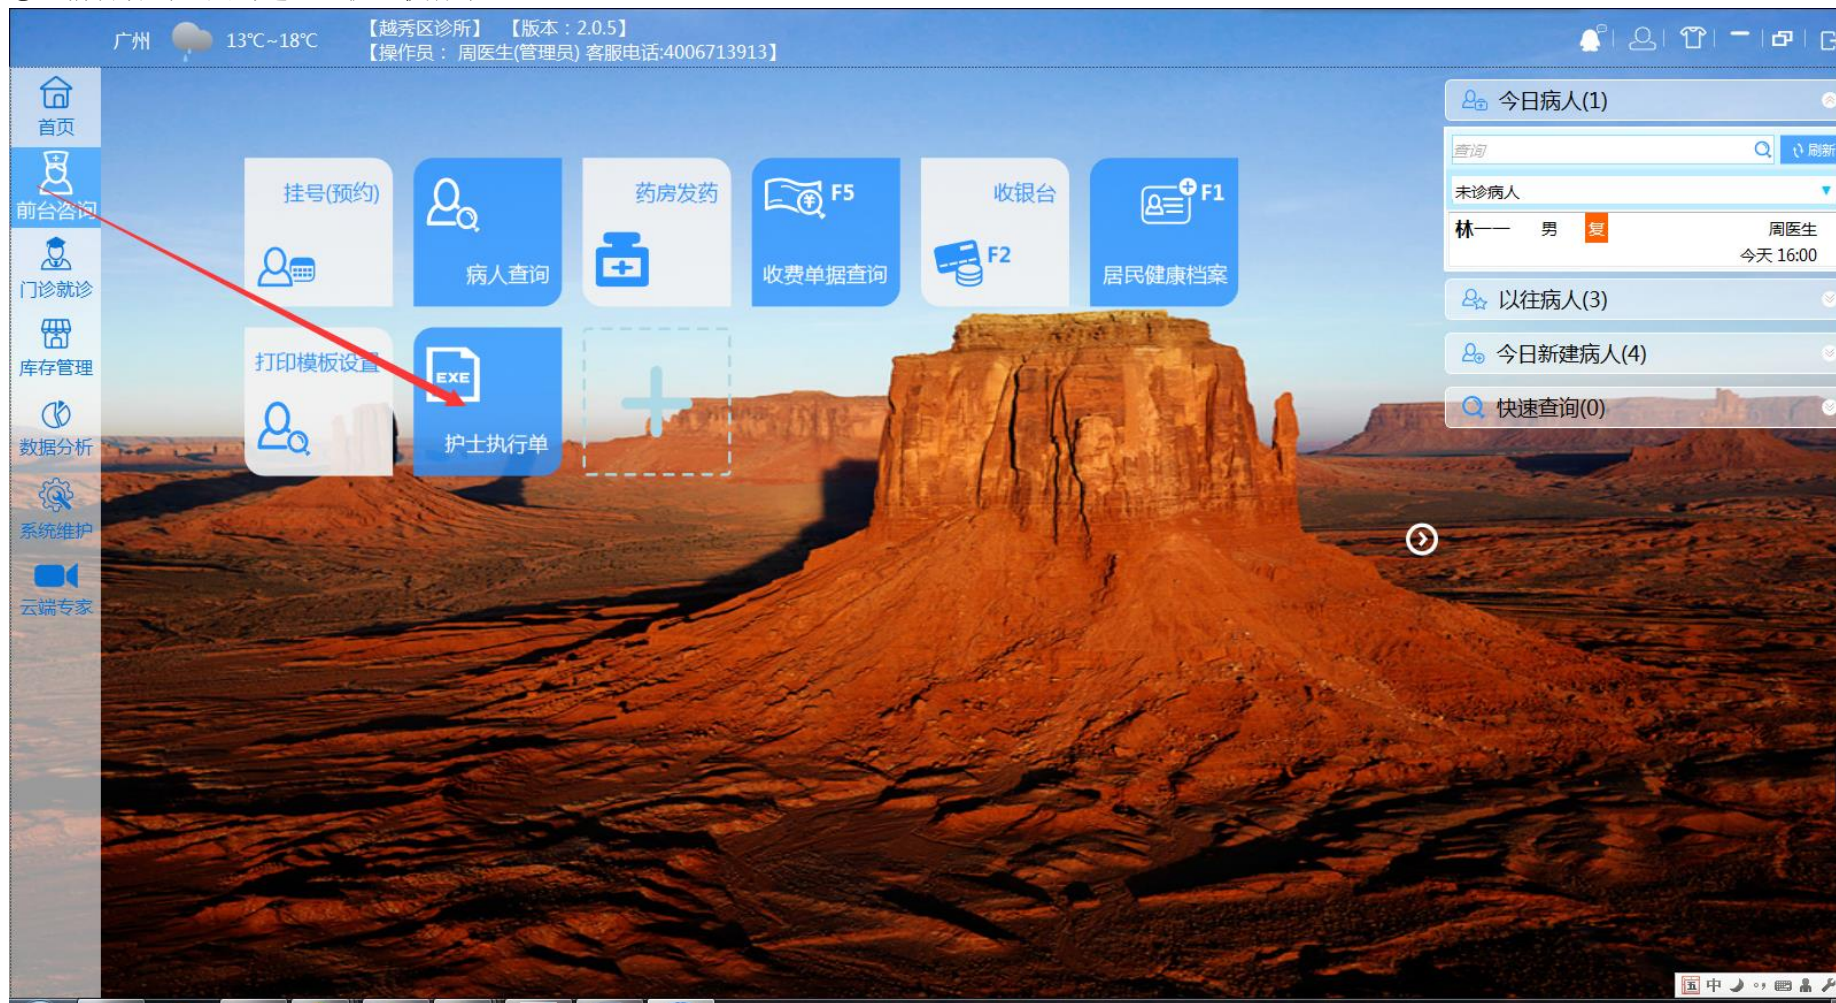 广州 13℃~18℃ 【越秀区诊所】 【版本：2.0.5】
【操作员： 周医生(管理员) 客服电话:4006713913】
首页
前台咨询
门诊就诊
库存管理
数据分析
系统维护
云端专家
挂号(预约)
病人查询
药房发药
F5
收费单据查询
收银台
F2
F1
居民健康档案
打印模板设置
EXE
护士执行单
今日病人(1)
查询 刷新
未诊病人
林一一 男 复 周医生
今天 16:00
以往病人(3)
今日新建病人(4)
快速查询(0)
五 中